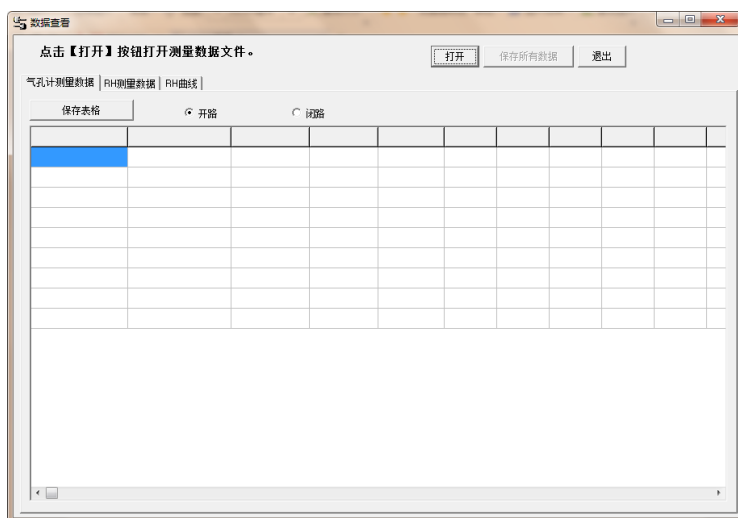 数据查看
点击【打开】按钮打开测量数据文件。
打开 保存所有数据 退出
气孔计测量数据 RH测量数据 RH曲线
保存表格 开路 闭路